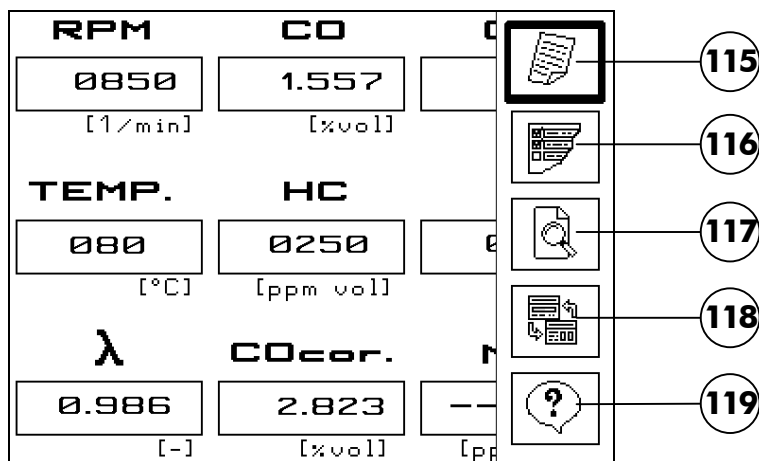 RPM CO
0850 1.557
[1/min] [%vol]
TEMP. HC
080 0250
[°C] [ppm vol]
λ COcor.
0.986 2.823 --
[-] [%vol] [pp
?
115
116
117
118
119